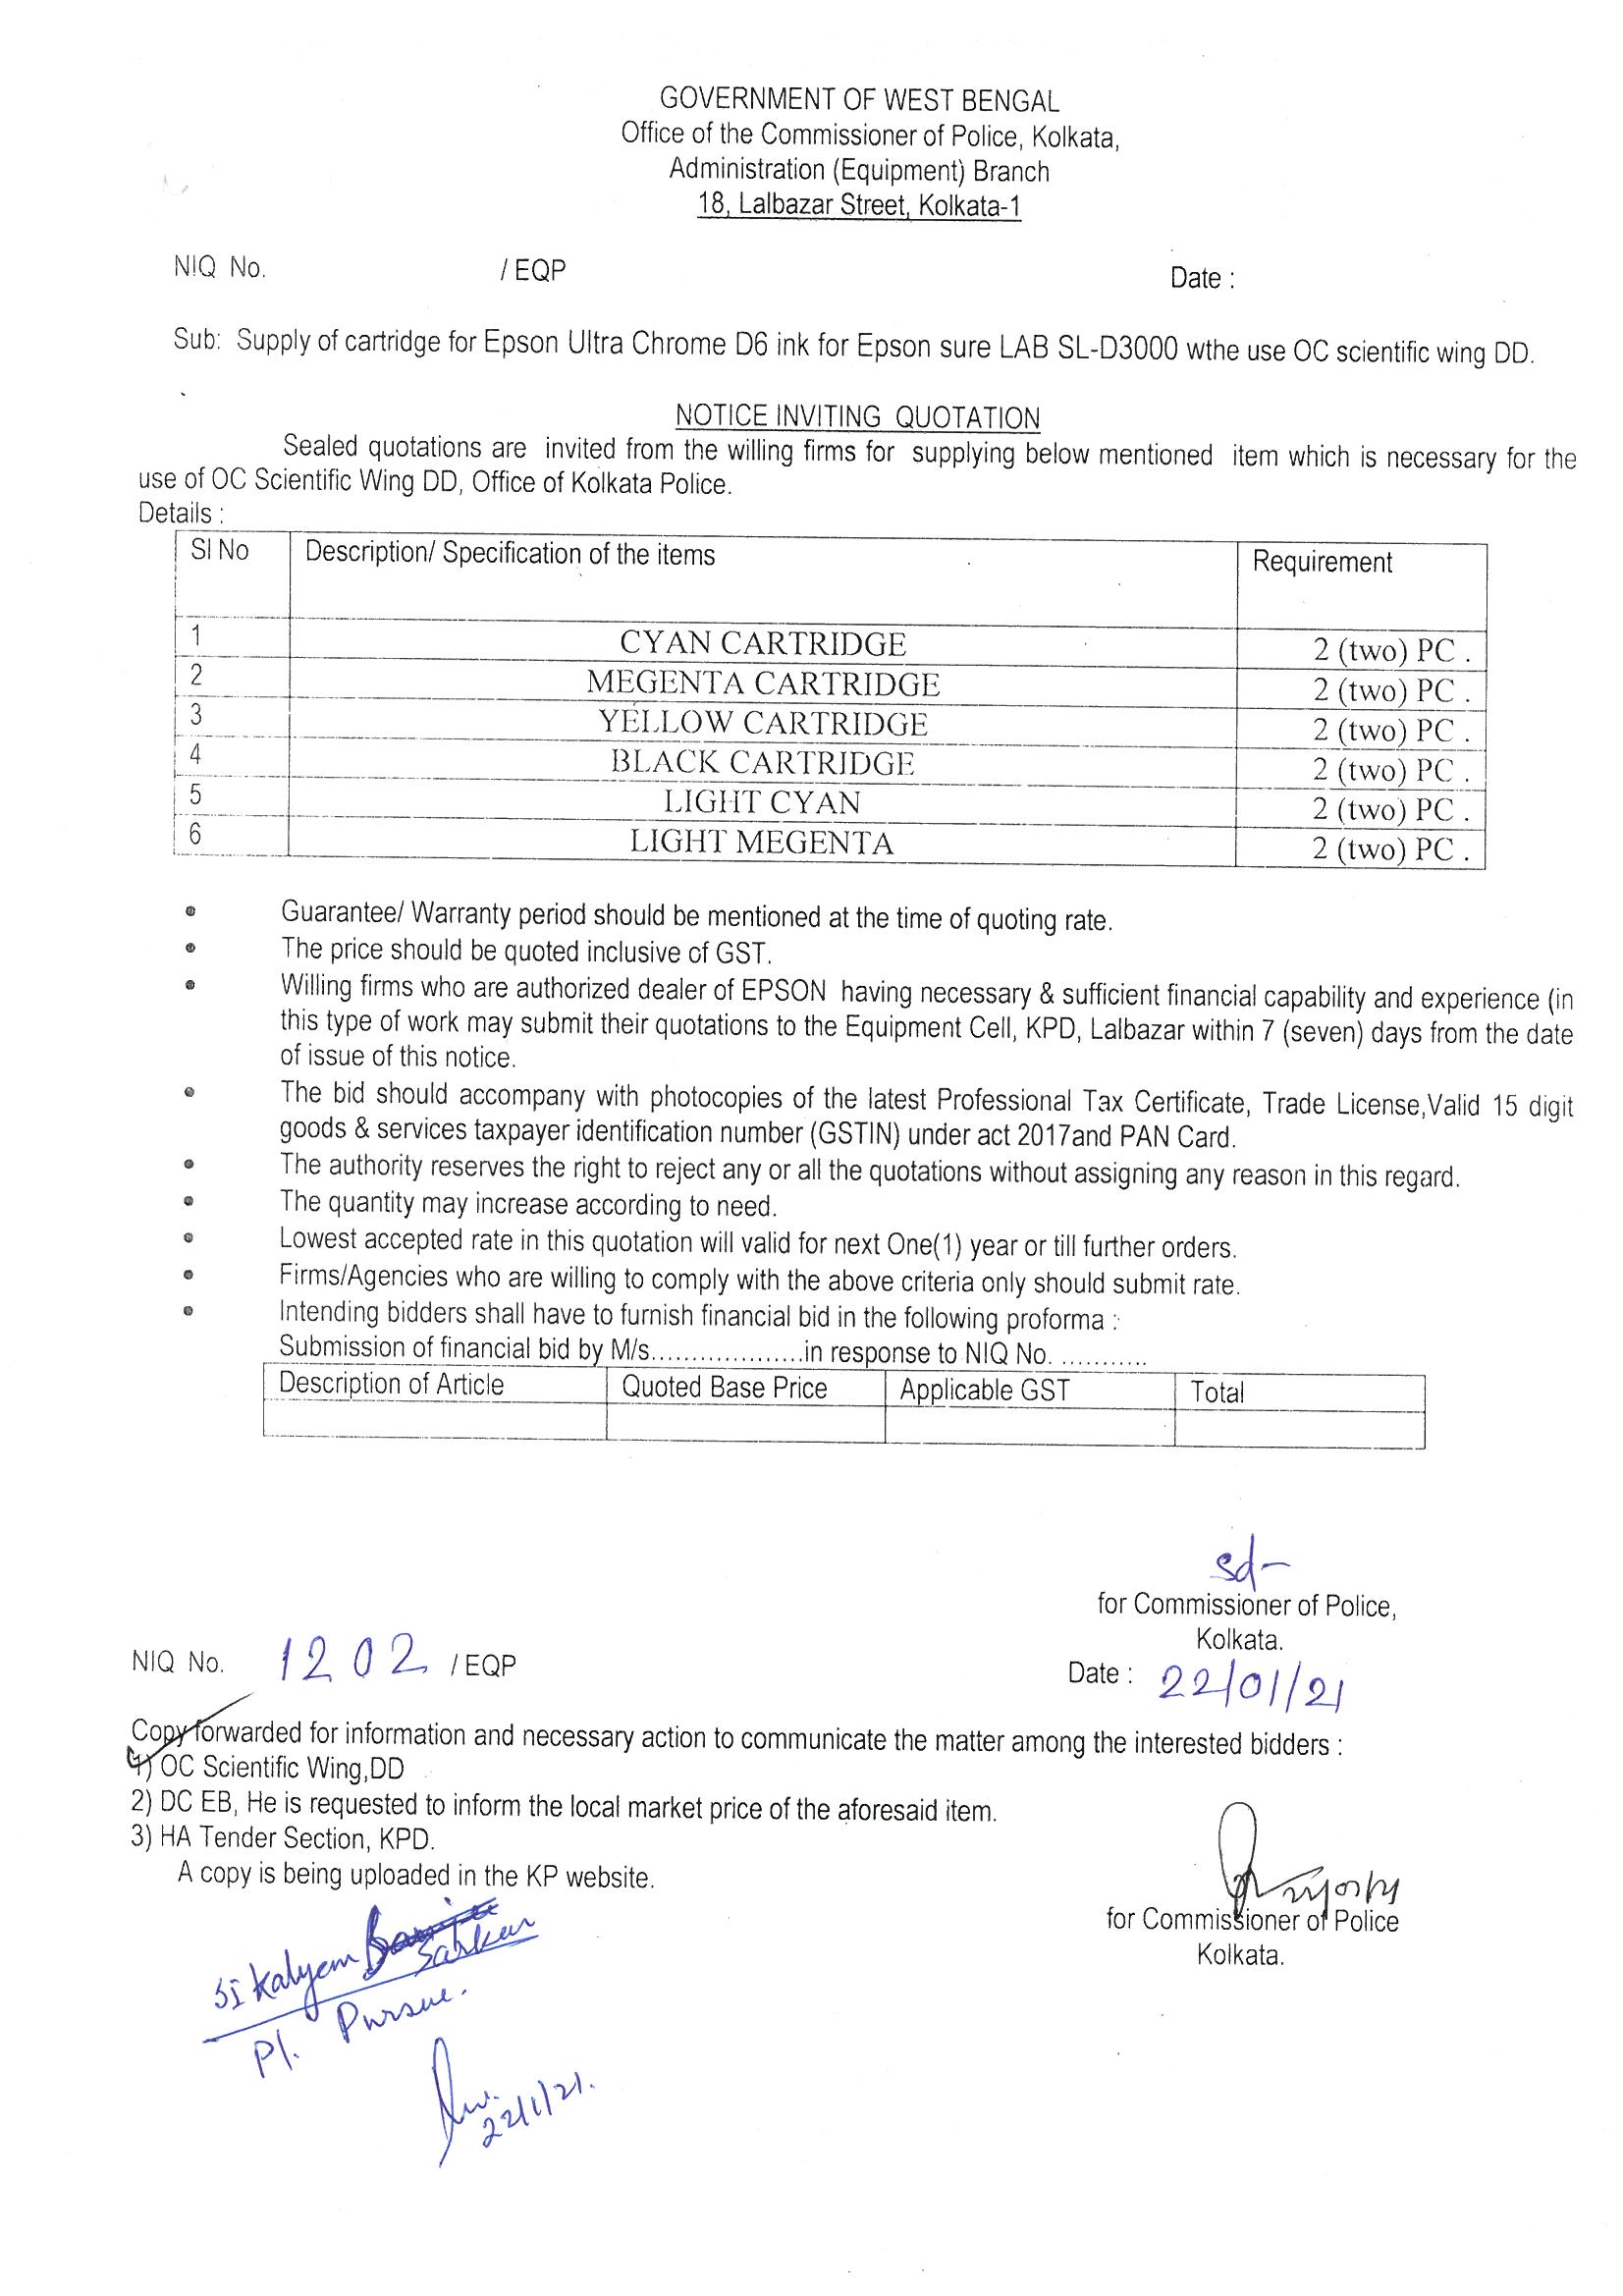 GOVERNMENT OF WEST BENGAL
Office of the Commissioner of Police, Kolkata,
Administration (Equipment) Branch
18, Lalbazar Street, Kolkata-1
NIQ No. / EQP Date :
Sub: Supply of cartridge for Epson Ultra Chrome D6 ink for Epson sure LAB SL-D3000 wthe use OC scientific wing DD.
NOTICE INVITING QUOTATION
Sealed quotations are invited from the willing firms for supplying below mentioned item which is necessary for the
use of OC Scientific Wing DD, Office of Kolkata Police.
Details :
Sl No Description/ Specification of the items Requirement
1 CYAN CARTRIDGE 2 (two) PC .
2 MEGENTA CARTRIDGE 2 (two) PC .
3 YELLOW CARTRIDGE 2 (two) PC .
4 BLACK CARTRIDGE 2 (two) PC .
5 LIGHT CYAN 2 (two) PC .
6 LIGHT MEGENTA 2 (two) PC .
• Guarantee/ Warranty period should be mentioned at the time of quoting rate.
• The price should be quoted inclusive of GST.
• Willing firms who are authorized dealer of EPSON having necessary & sufficient financial capability and experience (in
this type of work may submit their quotations to the Equipment Cell, KPD, Lalbazar within 7 (seven) days from the date
of issue of this notice.
• The bid should accompany with photocopies of the latest Professional Tax Certificate, Trade License,Valid 15 digit
goods & services taxpayer identification number (GSTIN) under act 2017and PAN Card.
• The authority reserves the right to reject any or all the quotations without assigning any reason in this regard.
• The quantity may increase according to need.
• Lowest accepted rate in this quotation will valid for next One(1) year or till further orders.
• Firms/Agencies who are willing to comply with the above criteria only should submit rate.
• Intending bidders shall have to furnish financial bid in the following proforma :
Submission of financial bid by M/s...................in response to NIQ No. ...........
Description of Article Quoted Base Price Applicable GST Total
sd-
for Commissioner of Police,
Kolkata.
NIQ No. 1202 / EQP Date : 22/01/21
Copy forwarded for information and necessary action to communicate the matter among the interested bidders :
1) OC Scientific Wing,DD
2) DC EB, He is requested to inform the local market price of the aforesaid item.
3) HA Tender Section, KPD.
A copy is being uploaded in the KP website.
for Commissioner of Police
Kolkata.
SI Kalyan Sarkar
Pl. Pursue.
22/1/21.